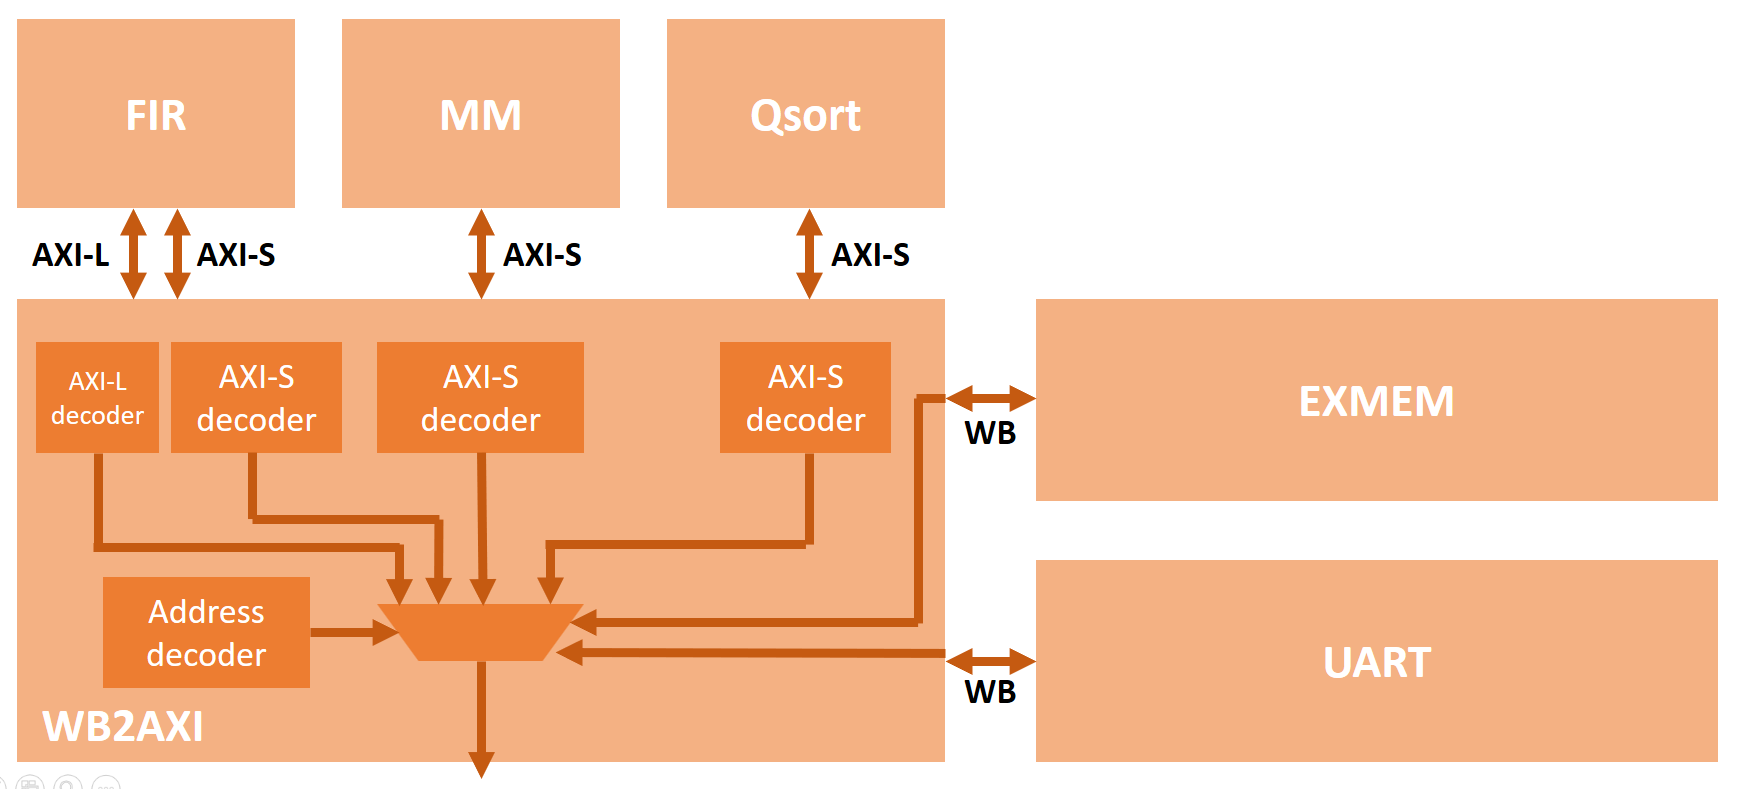 FIR
MM
Qsort
AXI-L
AXI-S
AXI-S
AXI-S
AXI-L
decoder
AXI-S
decoder
AXI-S
decoder
AXI-S
decoder
EXMEM
WB
Address
decoder
UART
WB
WB2AXI